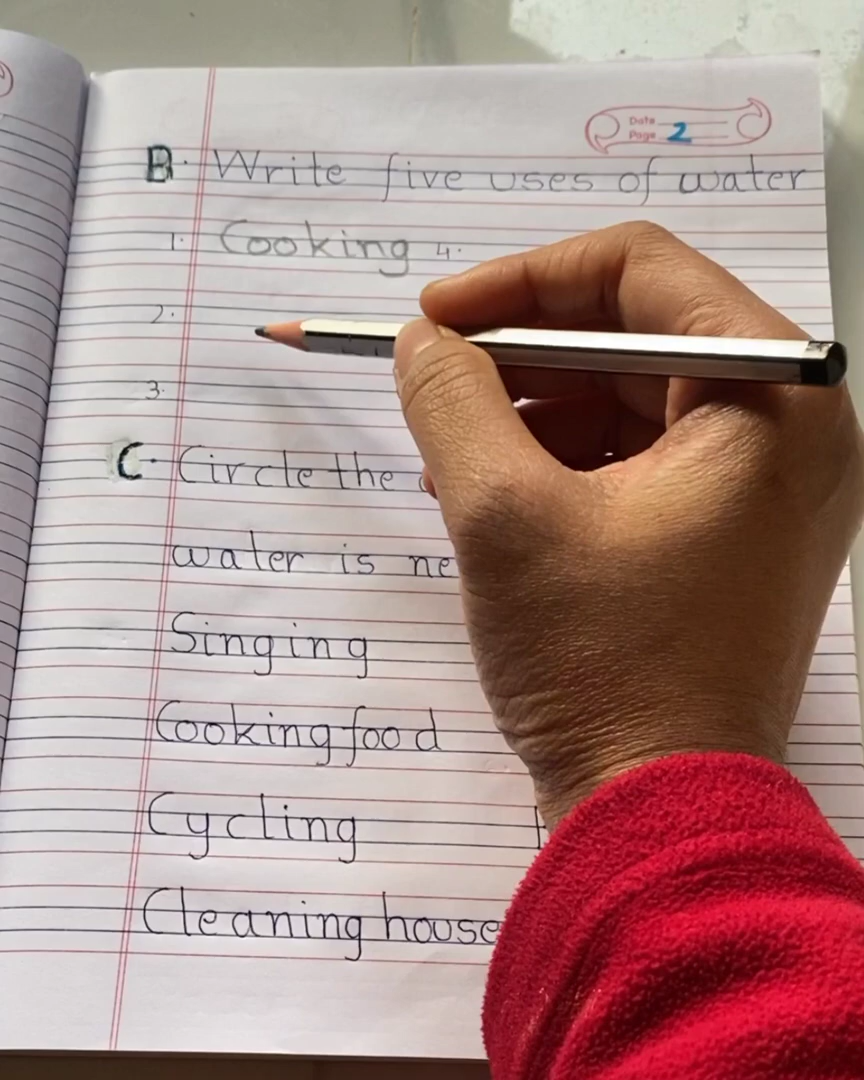 Date
Page 2
B. Write five uses of water
1. Cooking 4.
2.
3.
C. Circle the
water is ne
Singing
Cooking food
Cycling
Cleaning house